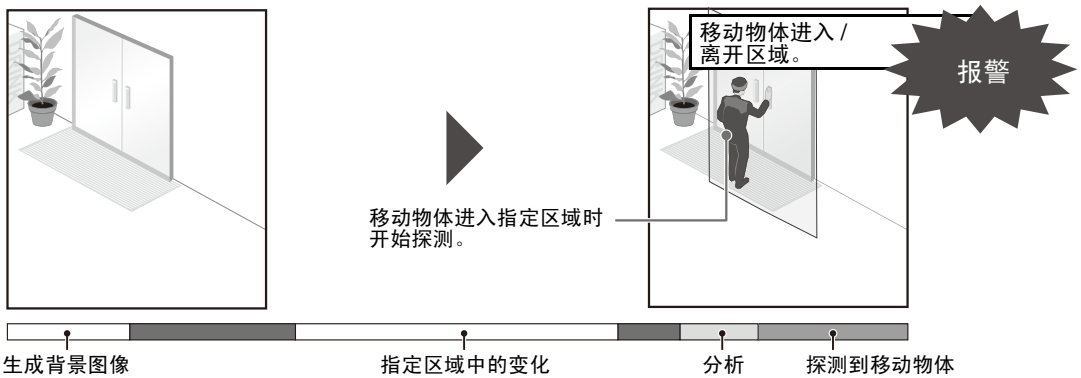 移动物体进入 /
离开区域。
报警
移动物体进入指定区域时
开始探测。
生成背景图像
指定区域中的变化
分析
探测到移动物体